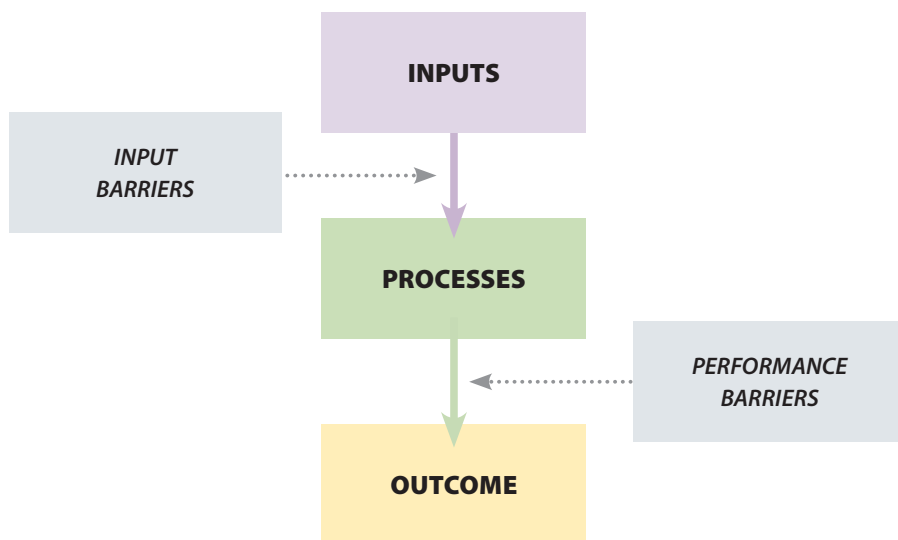 INPUTS
INPUT
BARRIERS
PROCESSES
PERFORMANCE
BARRIERS
OUTCOME